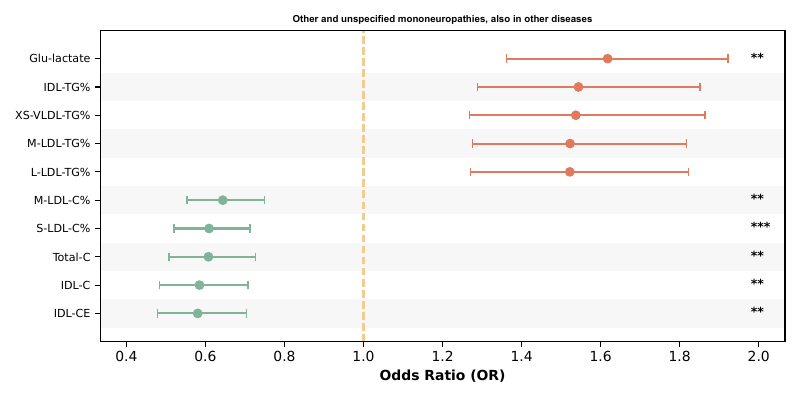 Other and unspecified mononeuropathies, also in other diseases
Glu-lactate **
IDL-TG%
XS-VLDL-TG%
M-LDL-TG%
L-LDL-TG%
M-LDL-C% **
S-LDL-C% ***
Total-C **
IDL-C **
IDL-CE **
0.4 0.6 0.8 1.0 1.2 1.4 1.6 1.8 2.0
Odds Ratio (OR)